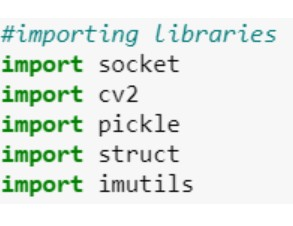 #importing libraries
import socket
import cv2
import pickle
import struct
import imutils